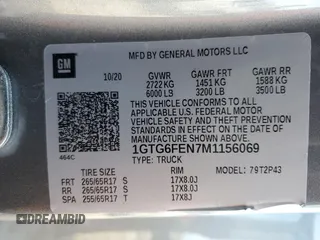 GM
MFD BY GENERAL MOTORS LLC
10/20 GVWR GAWR FRT GAWR RR
2722 KG 1451 KG 1588 KG
6000 LB 3200 LB 3500 LB
THIS VEHICLE CONFORMS TO ALL
APPLICABLE U.S. FEDERAL MOTOR
VEHICLE SAFETY AND THEFT PREVENTION
STANDARDS IN EFFECT ON THE DATE OF
MANUFACTURE SHOWN ABOVE.
1GTG6FEN7M1156069
464C TYPE: TRUCK MODEL: 79T2P43
TIRE SIZE RIM
FRT 265/65R17 S 17X8.0J
RR 265/65R17 S 17X8.0J
SPA 255/65R17 T 17X8J
BIDCARFAX